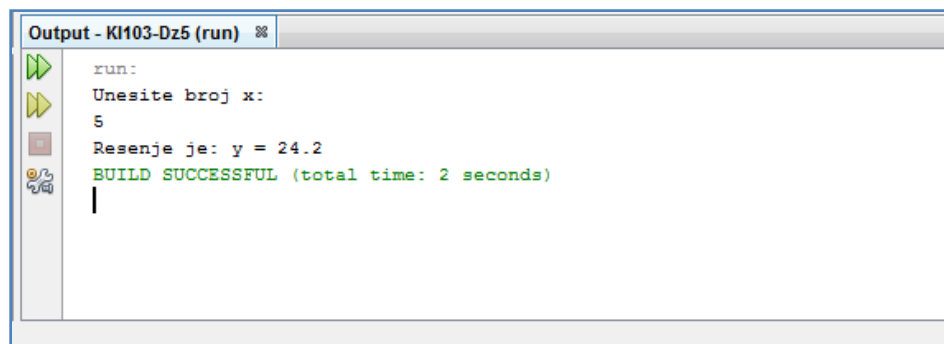 Output - KI103-Dz5 (run)
run:
Unesite broj x:
5
Resenje je: y = 24.2
BUILD SUCCESSFUL (total time: 2 seconds)